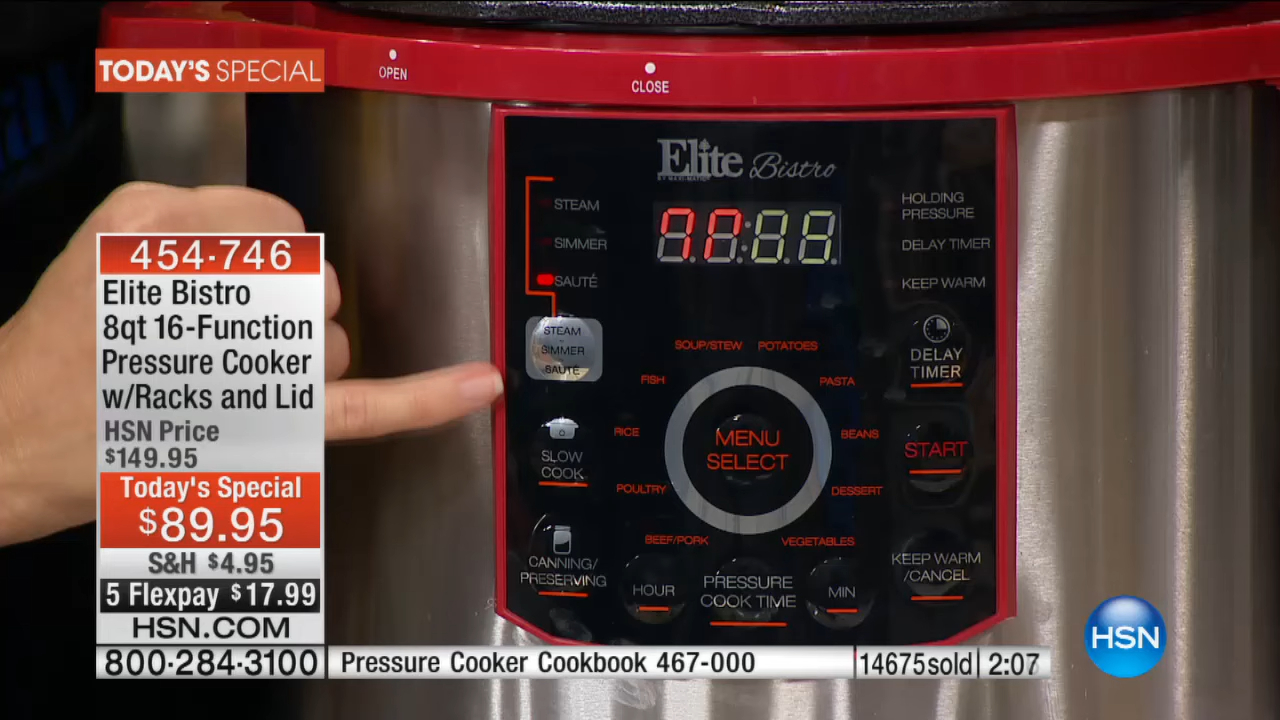 TODAY'S SPECIAL
OPEN
CLOSE
454-746
Elite Bistro
8qt 16-Function
Pressure Cooker
w/Racks and Lid
HSN Price
$149.95
Today's Special
$89.95
S&H $4.95
5 Flexpay $17.99
HSN.COM
800-284-3100
Pressure Cooker Cookbook 467-000
14675sold
2:07
HSN
Elite Bistro
STEAM
SIMMER
SAUTÉ
HOLDING
PRESSURE
DELAY TIMER
KEEP WARM
STEAM
SIMMER
SAUTÉ
SLOW
COOK
CANNING/
PRESERVING
SOUP/STEW
POTATOES
FISH
PASTA
RICE
BEANS
POULTRY
DESSERT
BEEF/PORK
VEGETABLES
MENU
SELECT
HOUR
PRESSURE
COOK TIME
MIN
DELAY
TIMER
START
KEEP WARM
/CANCEL